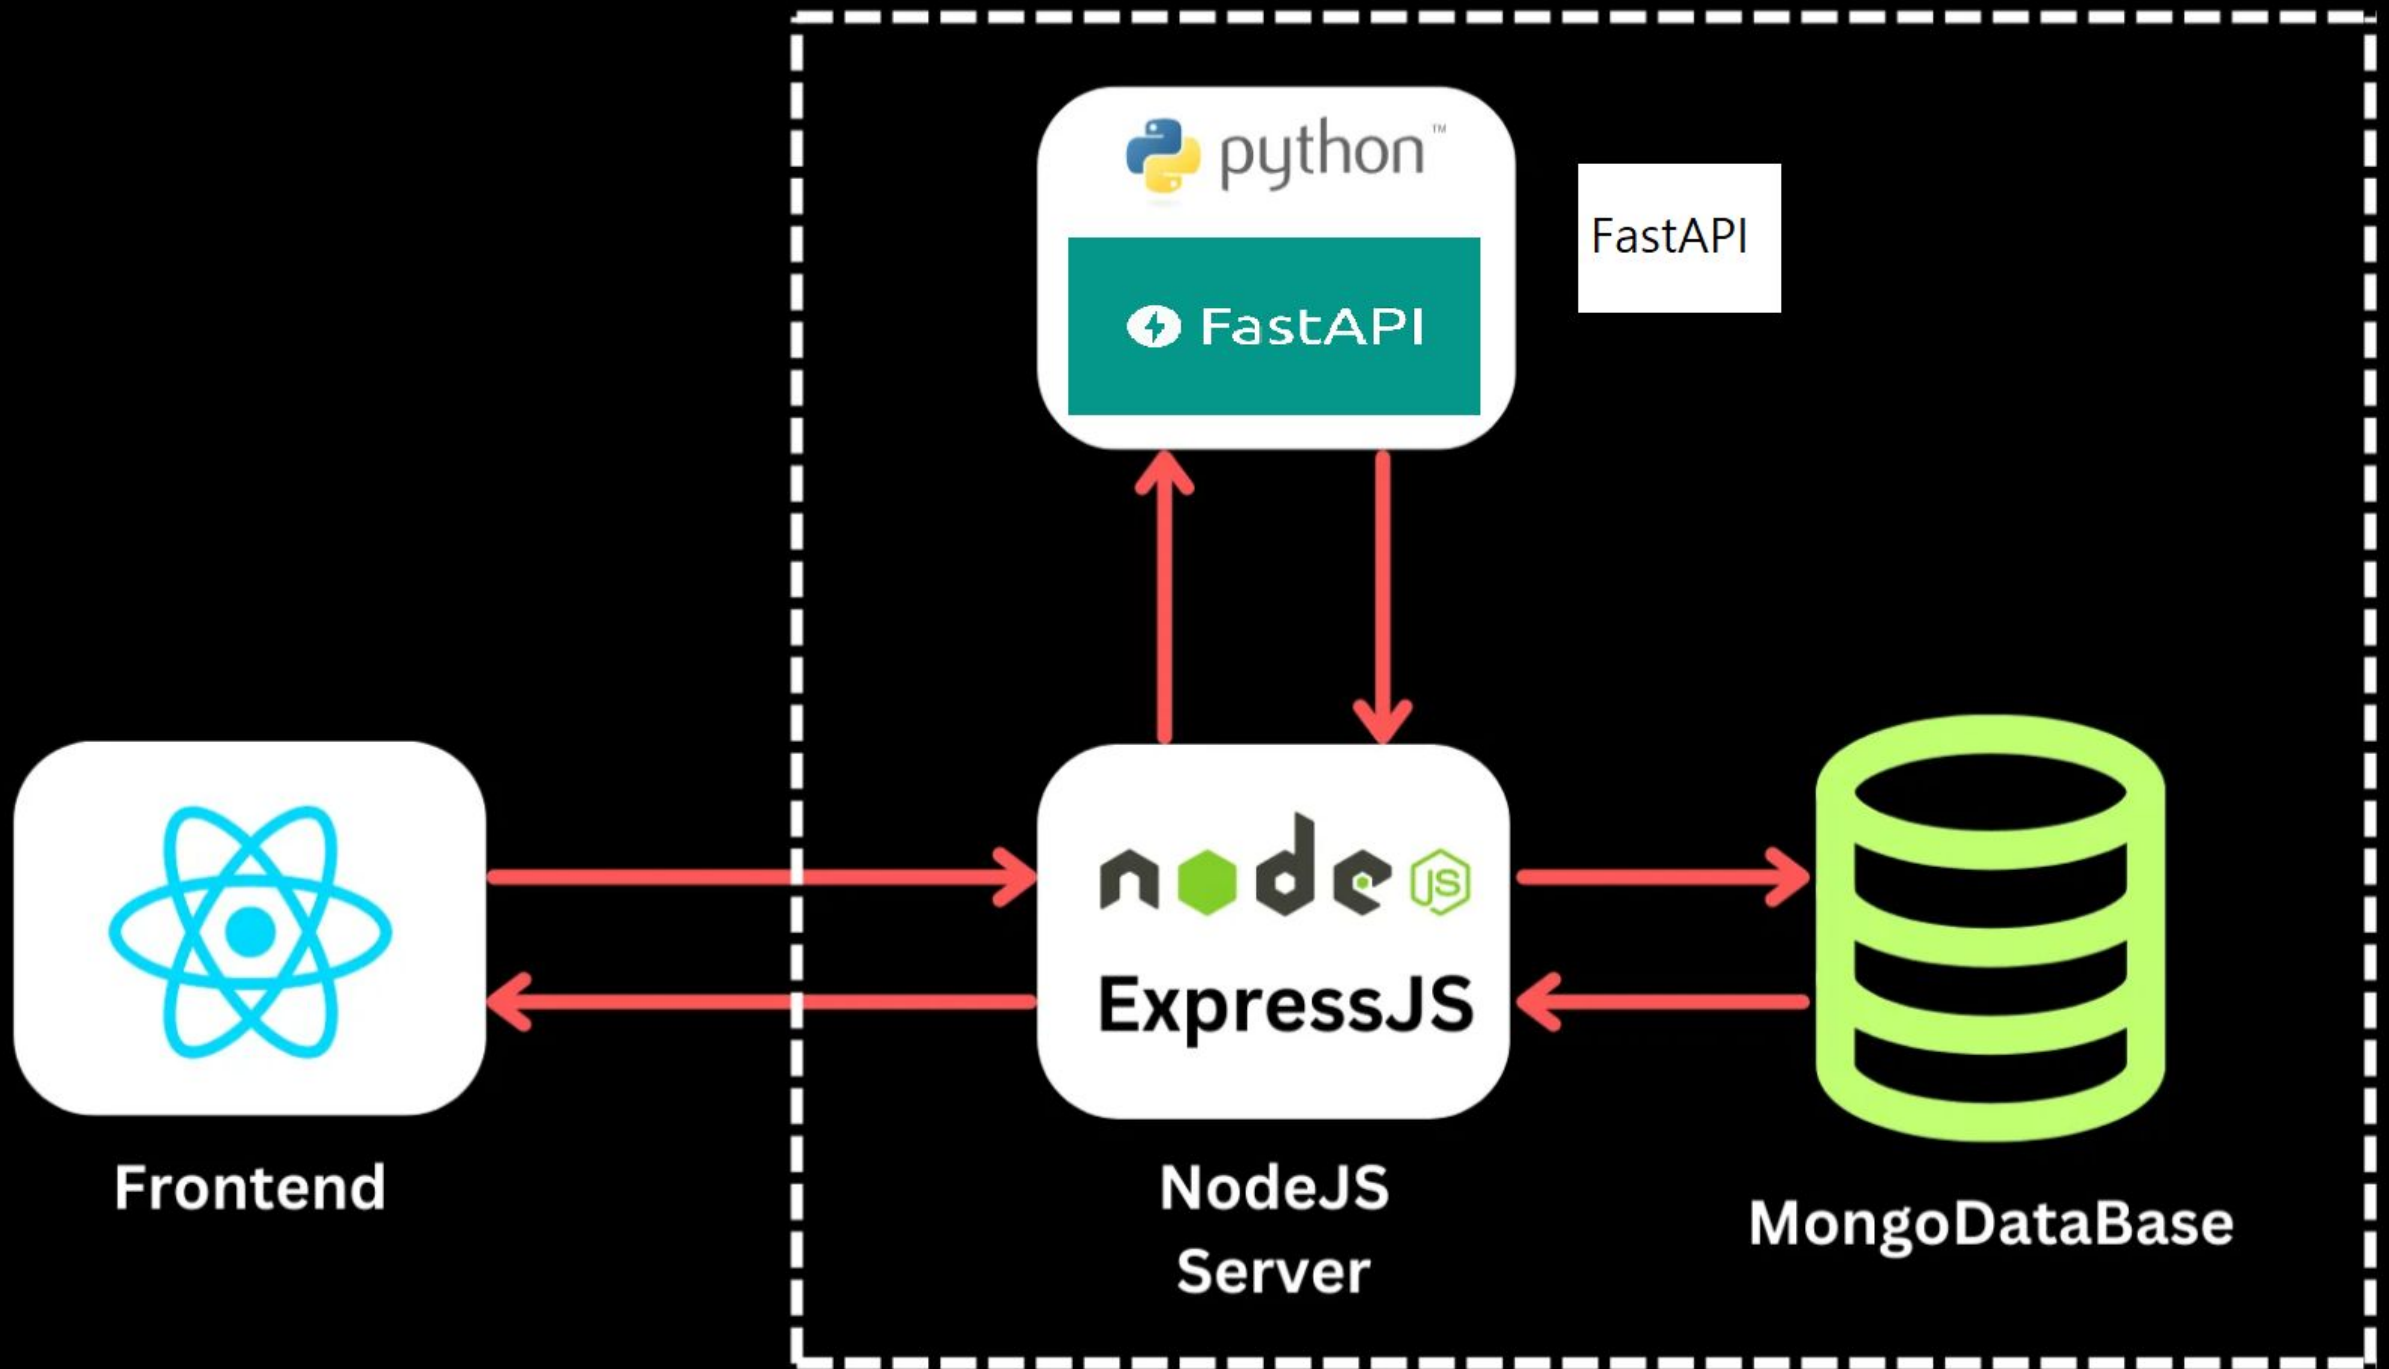 python™
FastAPI
FastAPI
node JS
ExpressJS
Frontend
NodeJS
Server
MongoDataBase